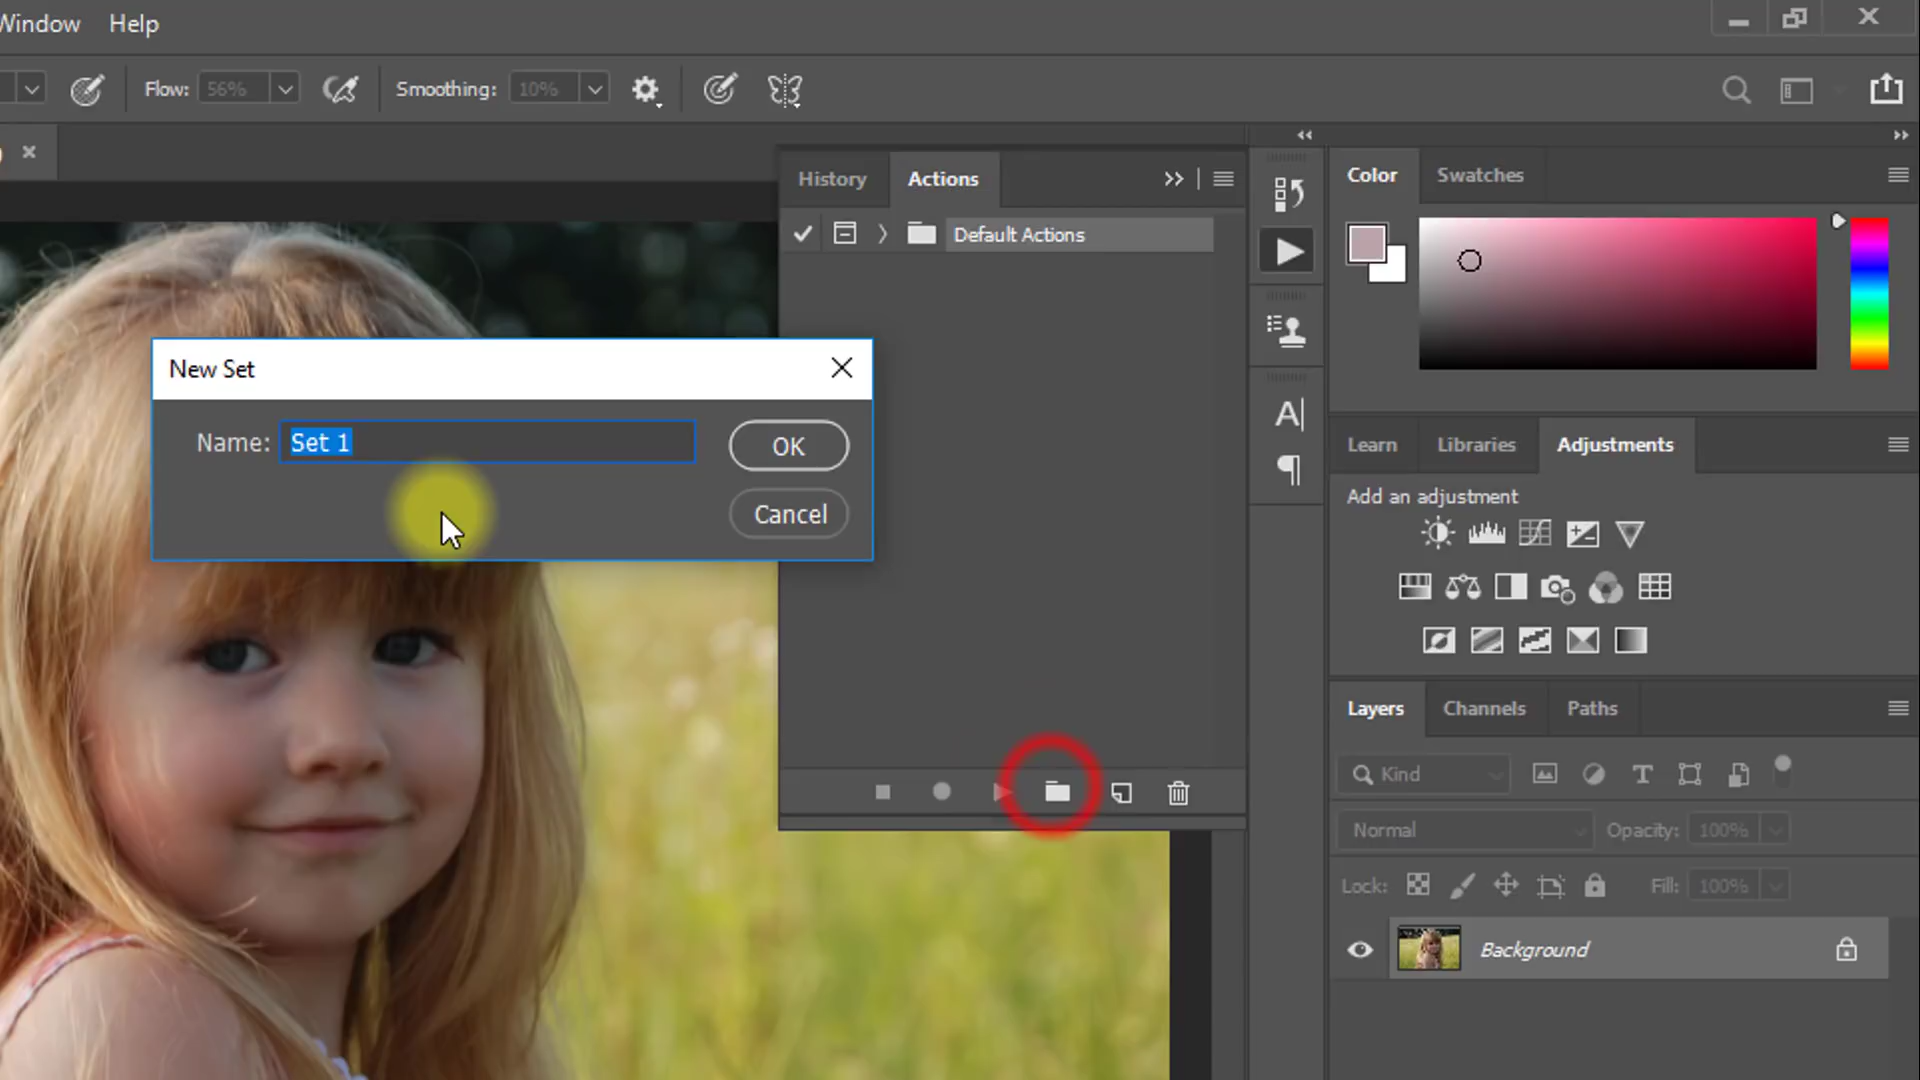 Window Help
Flow: 56% Smoothing: 10%
History Actions
Default Actions
New Set
Name: Set 1
OK
Cancel
Color Swatches
Learn Libraries Adjustments
Add an adjustment
Layers Channels Paths
Kind
Normal Opacity: 100%
Lock: Fill: 100%
Background